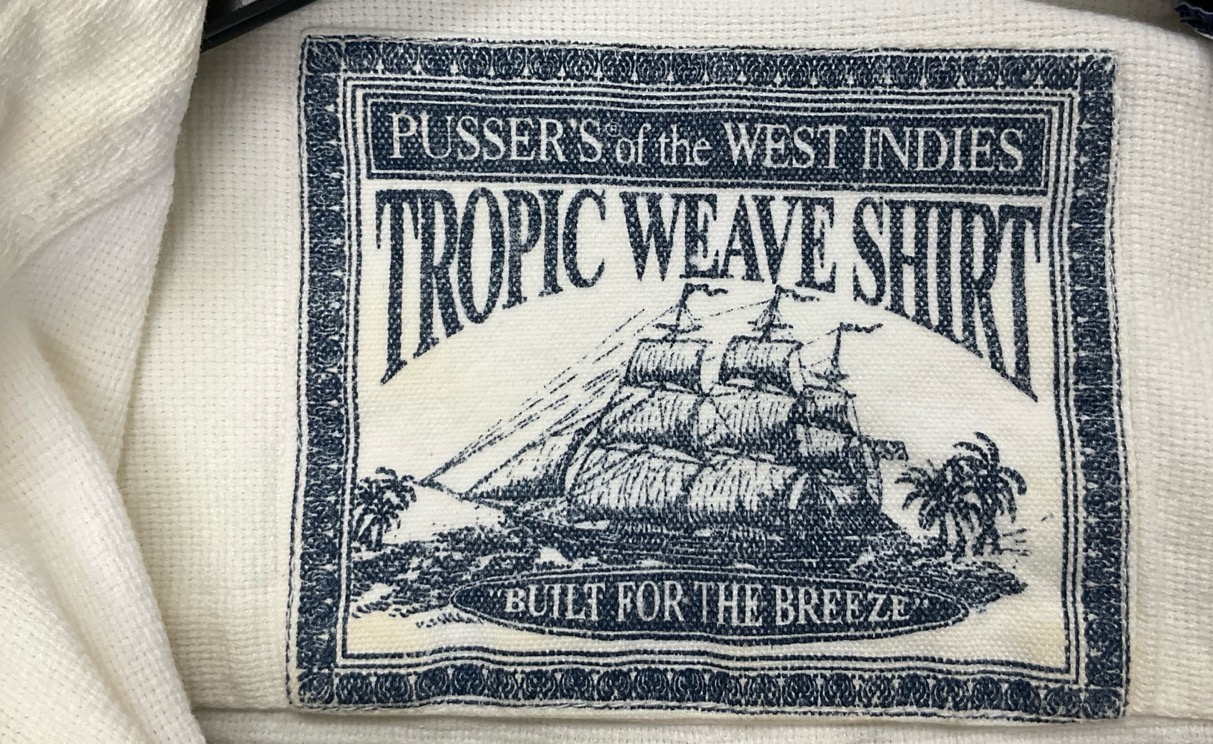 PUSSER'S® of the WEST INDIES
TROPIC WEAVE SHIRT
"BUILT FOR THE BREEZE"